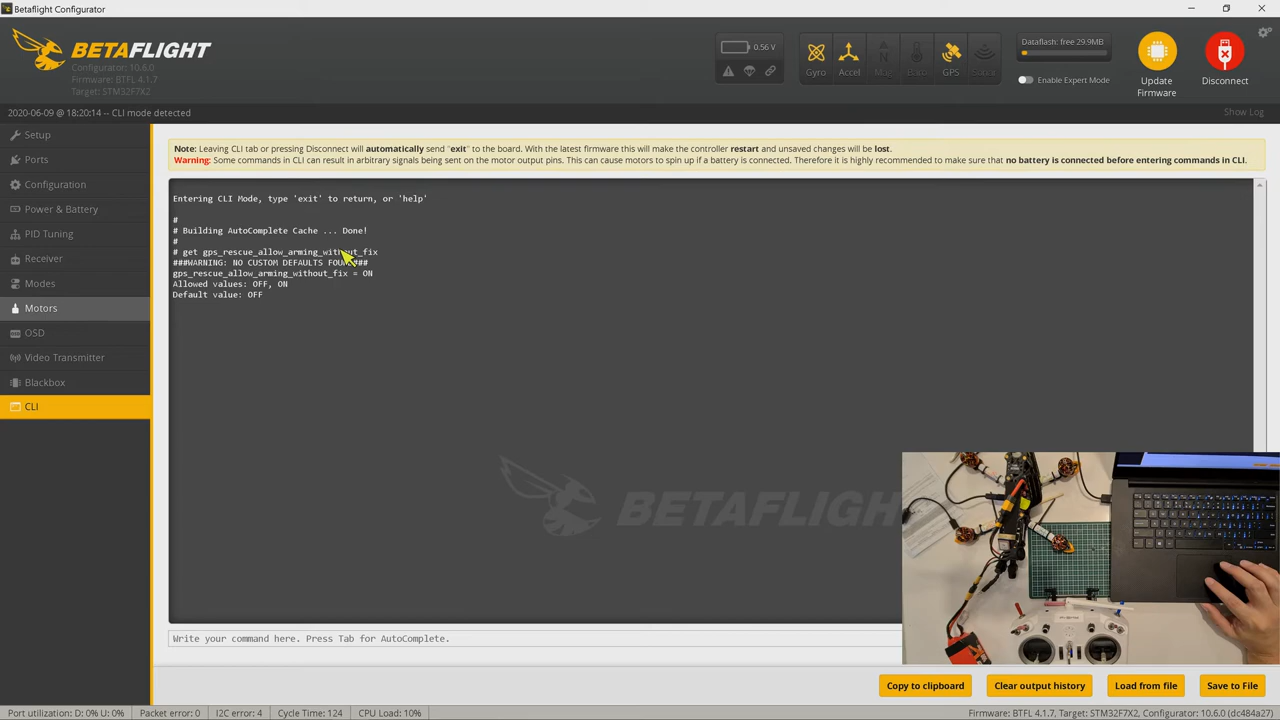 Betaflight Configurator
BETAFLIGHT
Configurator: 10.6.0
Firmware: BTFL 4.1.7
Target: STM32F7X2
0.56 V
Gyro
Accel
Mag
Baro
GPS
Sonar
Dataflash: free 29.9MB
Enable Expert Mode
Update Firmware
Disconnect
2020-06-09 @ 18:20:14 -- CLI mode detected
Show Log
Setup
Ports
Configuration
Power & Battery
PID Tuning
Receiver
Modes
Motors
OSD
Video Transmitter
Blackbox
CLI
Note: Leaving CLI tab or pressing Disconnect will automatically send "exit" to the board. With the latest firmware this will make the controller restart and unsaved changes will be lost.
Warning: Some commands in CLI can result in arbitrary signals being sent on the motor output pins. This can cause motors to spin up if a battery is connected. Therefore it is highly recommended to make sure that no battery is connected before entering commands in CLI.
Entering CLI Mode, type 'exit' to return, or 'help'
#
# Building AutoComplete Cache ... Done!
#
# get gps_rescue_allow_arming_without_fix
###WARNING: NO CUSTOM DEFAULTS FOUND###
gps_rescue_allow_arming_without_fix = ON
Allowed values: OFF, ON
Default value: OFF
BETAFLIGHT
Write your command here. Press Tab for AutoComplete.
Copy to clipboard
Clear output history
Load from file
Save to File
Port utilization: D: 0% U: 0%
Packet error: 0
I2C error: 4
Cycle Time: 124
CPU Load: 10%
Firmware: BTFL 4.1.7, Target: STM32F7X2, Configurator: 10.6.0 (dc484a27)